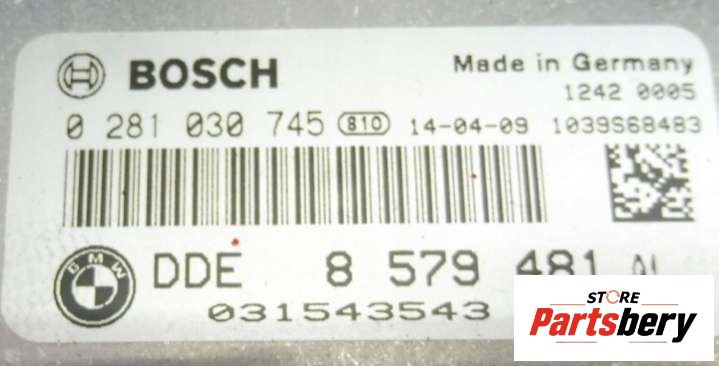 BOSCH
Made in Germany
1242 0005
0 281 030 745 810 14-04-09 1039S68483
BMW DDE 8 579 481
031543543
STORE
Partsbery